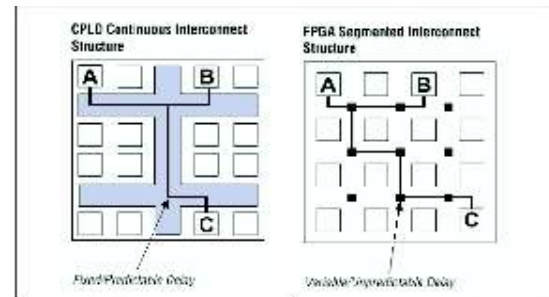 CPLD Continuous Interconnect
Structure
A
B
C
Fixed/Predictable Delay
FPGA Segmented Interconnect
Structure
A
B
C
Variable/Unpredictable Delay